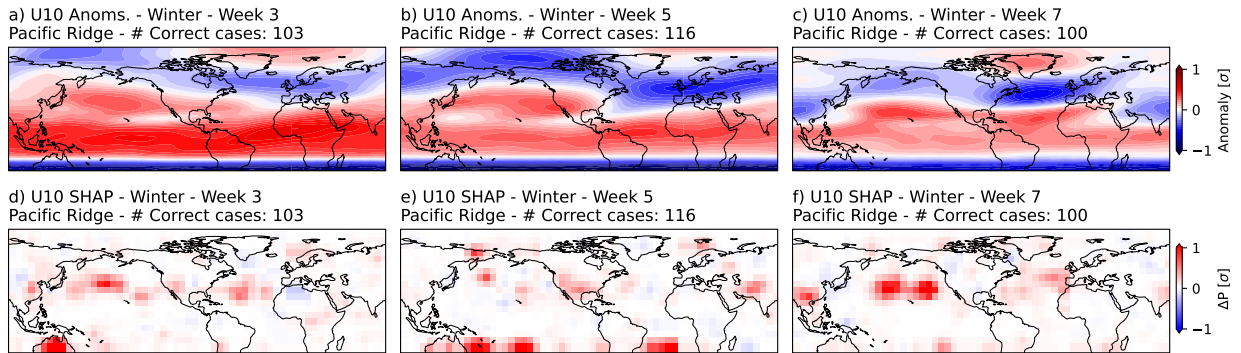 a) U10 Anoms. - Winter - Week 3
Pacific Ridge - # Correct cases: 103
b) U10 Anoms. - Winter - Week 5
Pacific Ridge - # Correct cases: 116
c) U10 Anoms. - Winter - Week 7
Pacific Ridge - # Correct cases: 100
1
0
−1
Anomaly [σ]
d) U10 SHAP - Winter - Week 3
Pacific Ridge - # Correct cases: 103
e) U10 SHAP - Winter - Week 5
Pacific Ridge - # Correct cases: 116
f) U10 SHAP - Winter - Week 7
Pacific Ridge - # Correct cases: 100
1
0
−1
ΔP [σ]